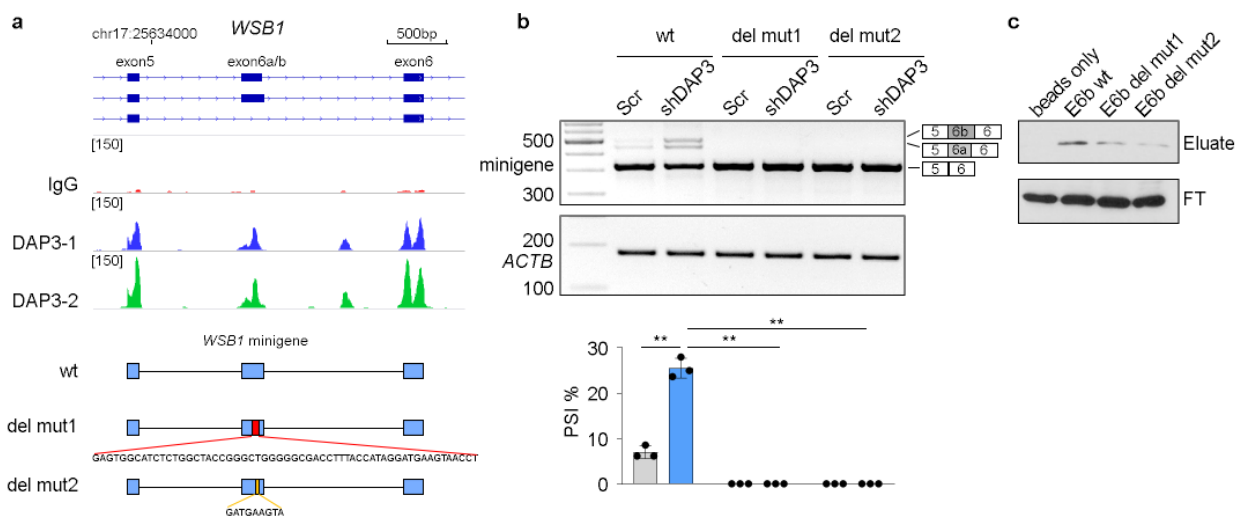 a
WSB1
chr17:25634000
500bp
exon5
exon6a/b
exon6
[150]
IgG
[150]
DAP3-1
[150]
DAP3-2
WSB1 minigene
wt
del mut1
GAGTGGCATCTCTGGCTACCGGGCTGGGGGCGACCTTTACCATAGGATGAAGTAACCT
del mut2
GATGAAGTA
b
wt
del mut1
del mut2
Scr
shDAP3
Scr
shDAP3
Scr
shDAP3
500
minigene
300
5 6b 6
5 6a 6
5 6
200
ACTB
100
**
**
**
30
20
10
0
PSI %
c
beads only
E6b wt
E6b del mut1
E6b del mut2
Eluate
FT